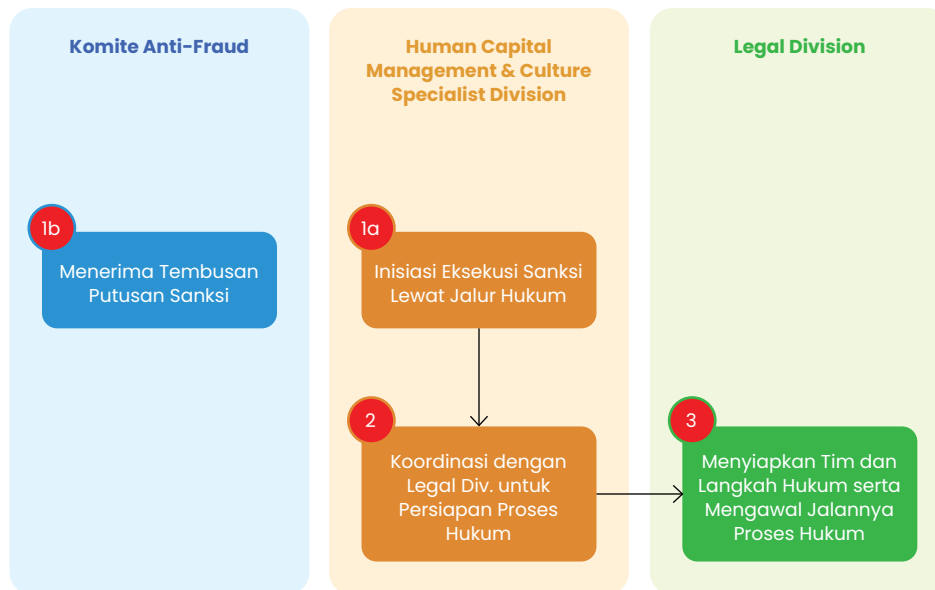 Komite Anti-Fraud
Human Capital
Management & Culture
Specialist Division
Legal Division
1b
Menerima Tembusan
Putusan Sanksi
1a
Inisiasi Eksekusi Sanksi
Lewat Jalur Hukum
2
Koordinasi dengan
Legal Div. untuk
Persiapan Proses
Hukum
3
Menyiapkan Tim dan
Langkah Hukum serta
Mengawal Jalannya
Proses Hukum